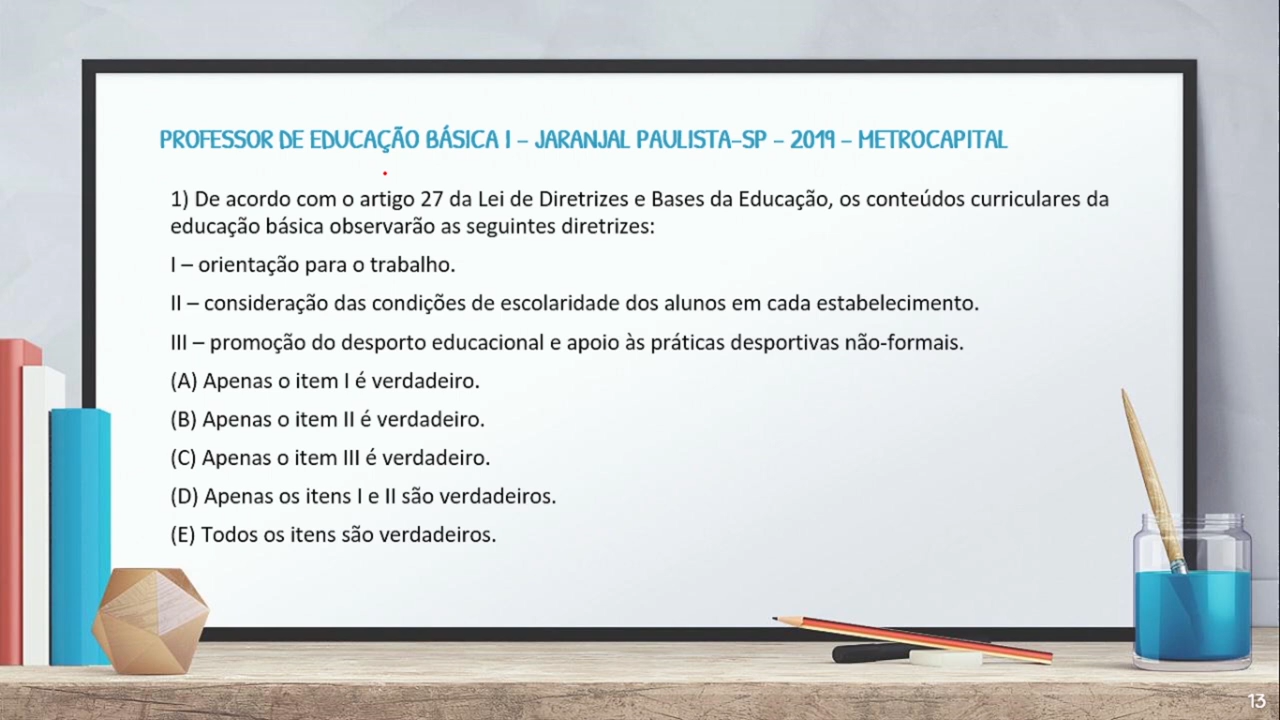 PROFESSOR DE EDUCAÇÃO BÁSICA I – JARANJAL PAULISTA-SP – 2019 – METROCAPITAL
1) De acordo com o artigo 27 da Lei de Diretrizes e Bases da Educação, os conteúdos curriculares da
educação básica observarão as seguintes diretrizes:
I – orientação para o trabalho.
II – consideração das condições de escolaridade dos alunos em cada estabelecimento.
III – promoção do desporto educacional e apoio às práticas desportivas não-formais.
(A) Apenas o item I é verdadeiro.
(B) Apenas o item II é verdadeiro.
(C) Apenas o item III é verdadeiro.
(D) Apenas os itens I e II são verdadeiros.
(E) Todos os itens são verdadeiros.
13